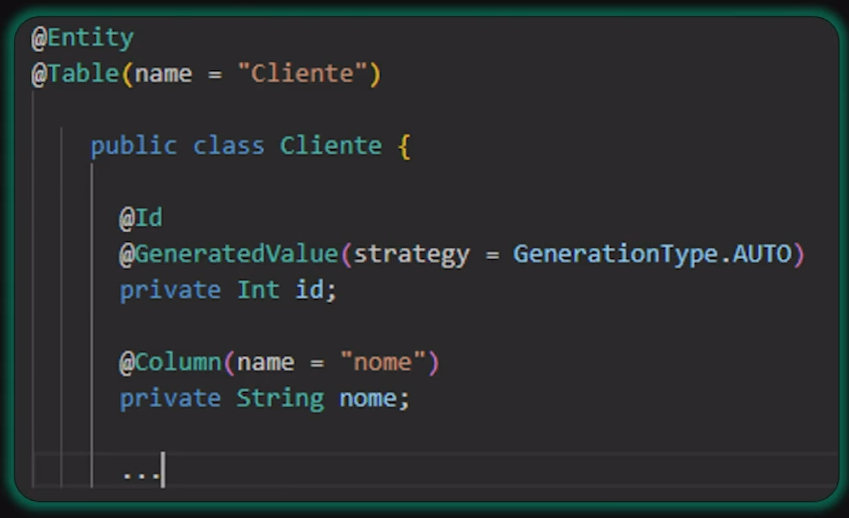 @Entity
@Table(name = "Cliente")
public class Cliente {
@Id
@GeneratedValue(strategy = GenerationType.AUTO)
private Int id;
@Column(name = "nome")
private String nome;
...